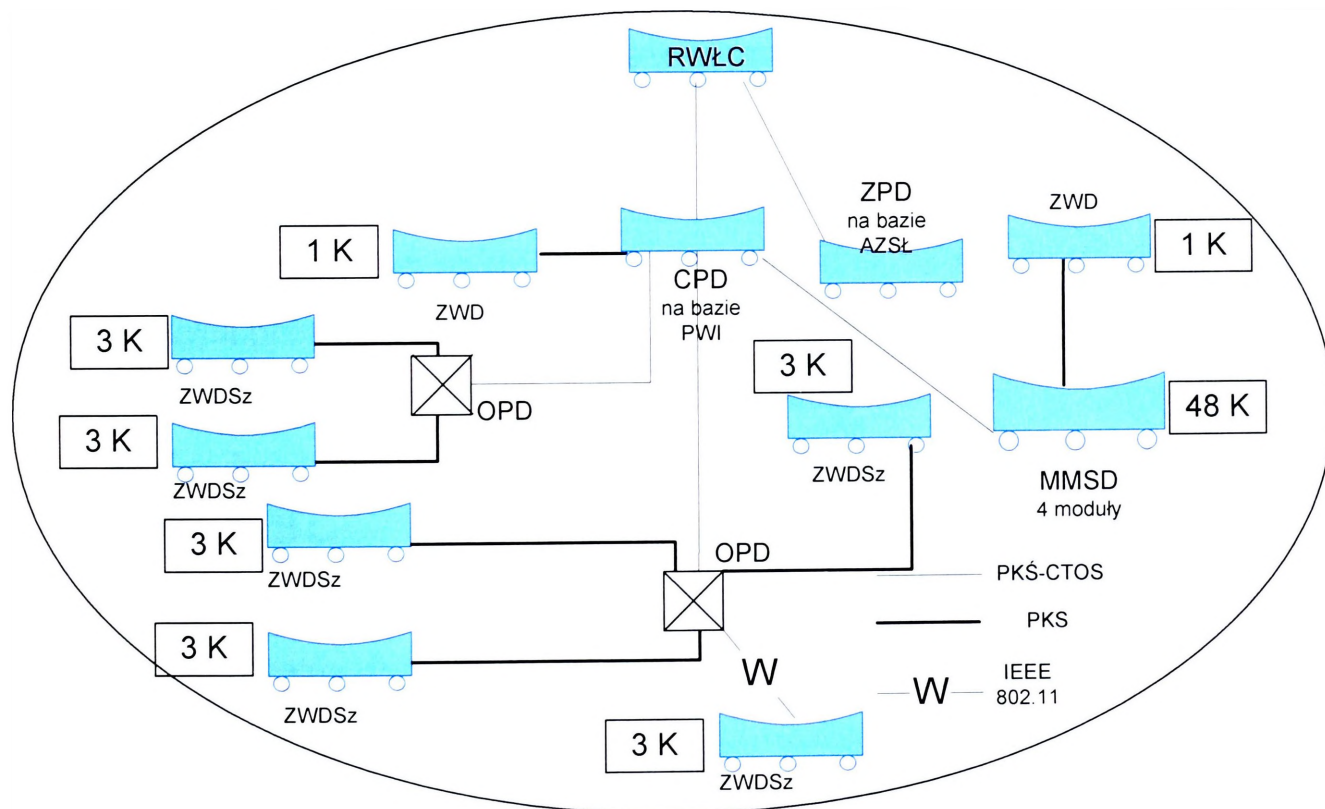 RWŁC
ZPD
na bazie
AZSŁ
ZWD
1 K
1 K
CPD
na bazie
PWI
ZWD
3 K
ZWDSz
3 K
OPD
3 K
48 K
ZWDSz
ZWDSz
MMSD
4 moduły
3 K
ZWDSz
OPD
PKŚ-CTOS
PKS
3 K
ZWDSz
W
W
IEEE
802.11
3 K
ZWDSz